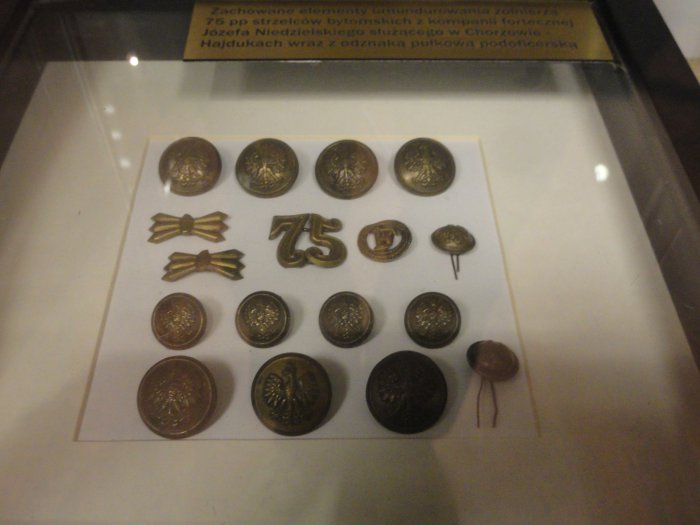 Zachowane elementy umundurowania żołnierza
75 pp strzelców bytomskich z kompanii fortecznej
Józefa Niedzielskiego służącego w Chorzowie -
Hajdukach wraz z odznaką pułkową podoficerską
75